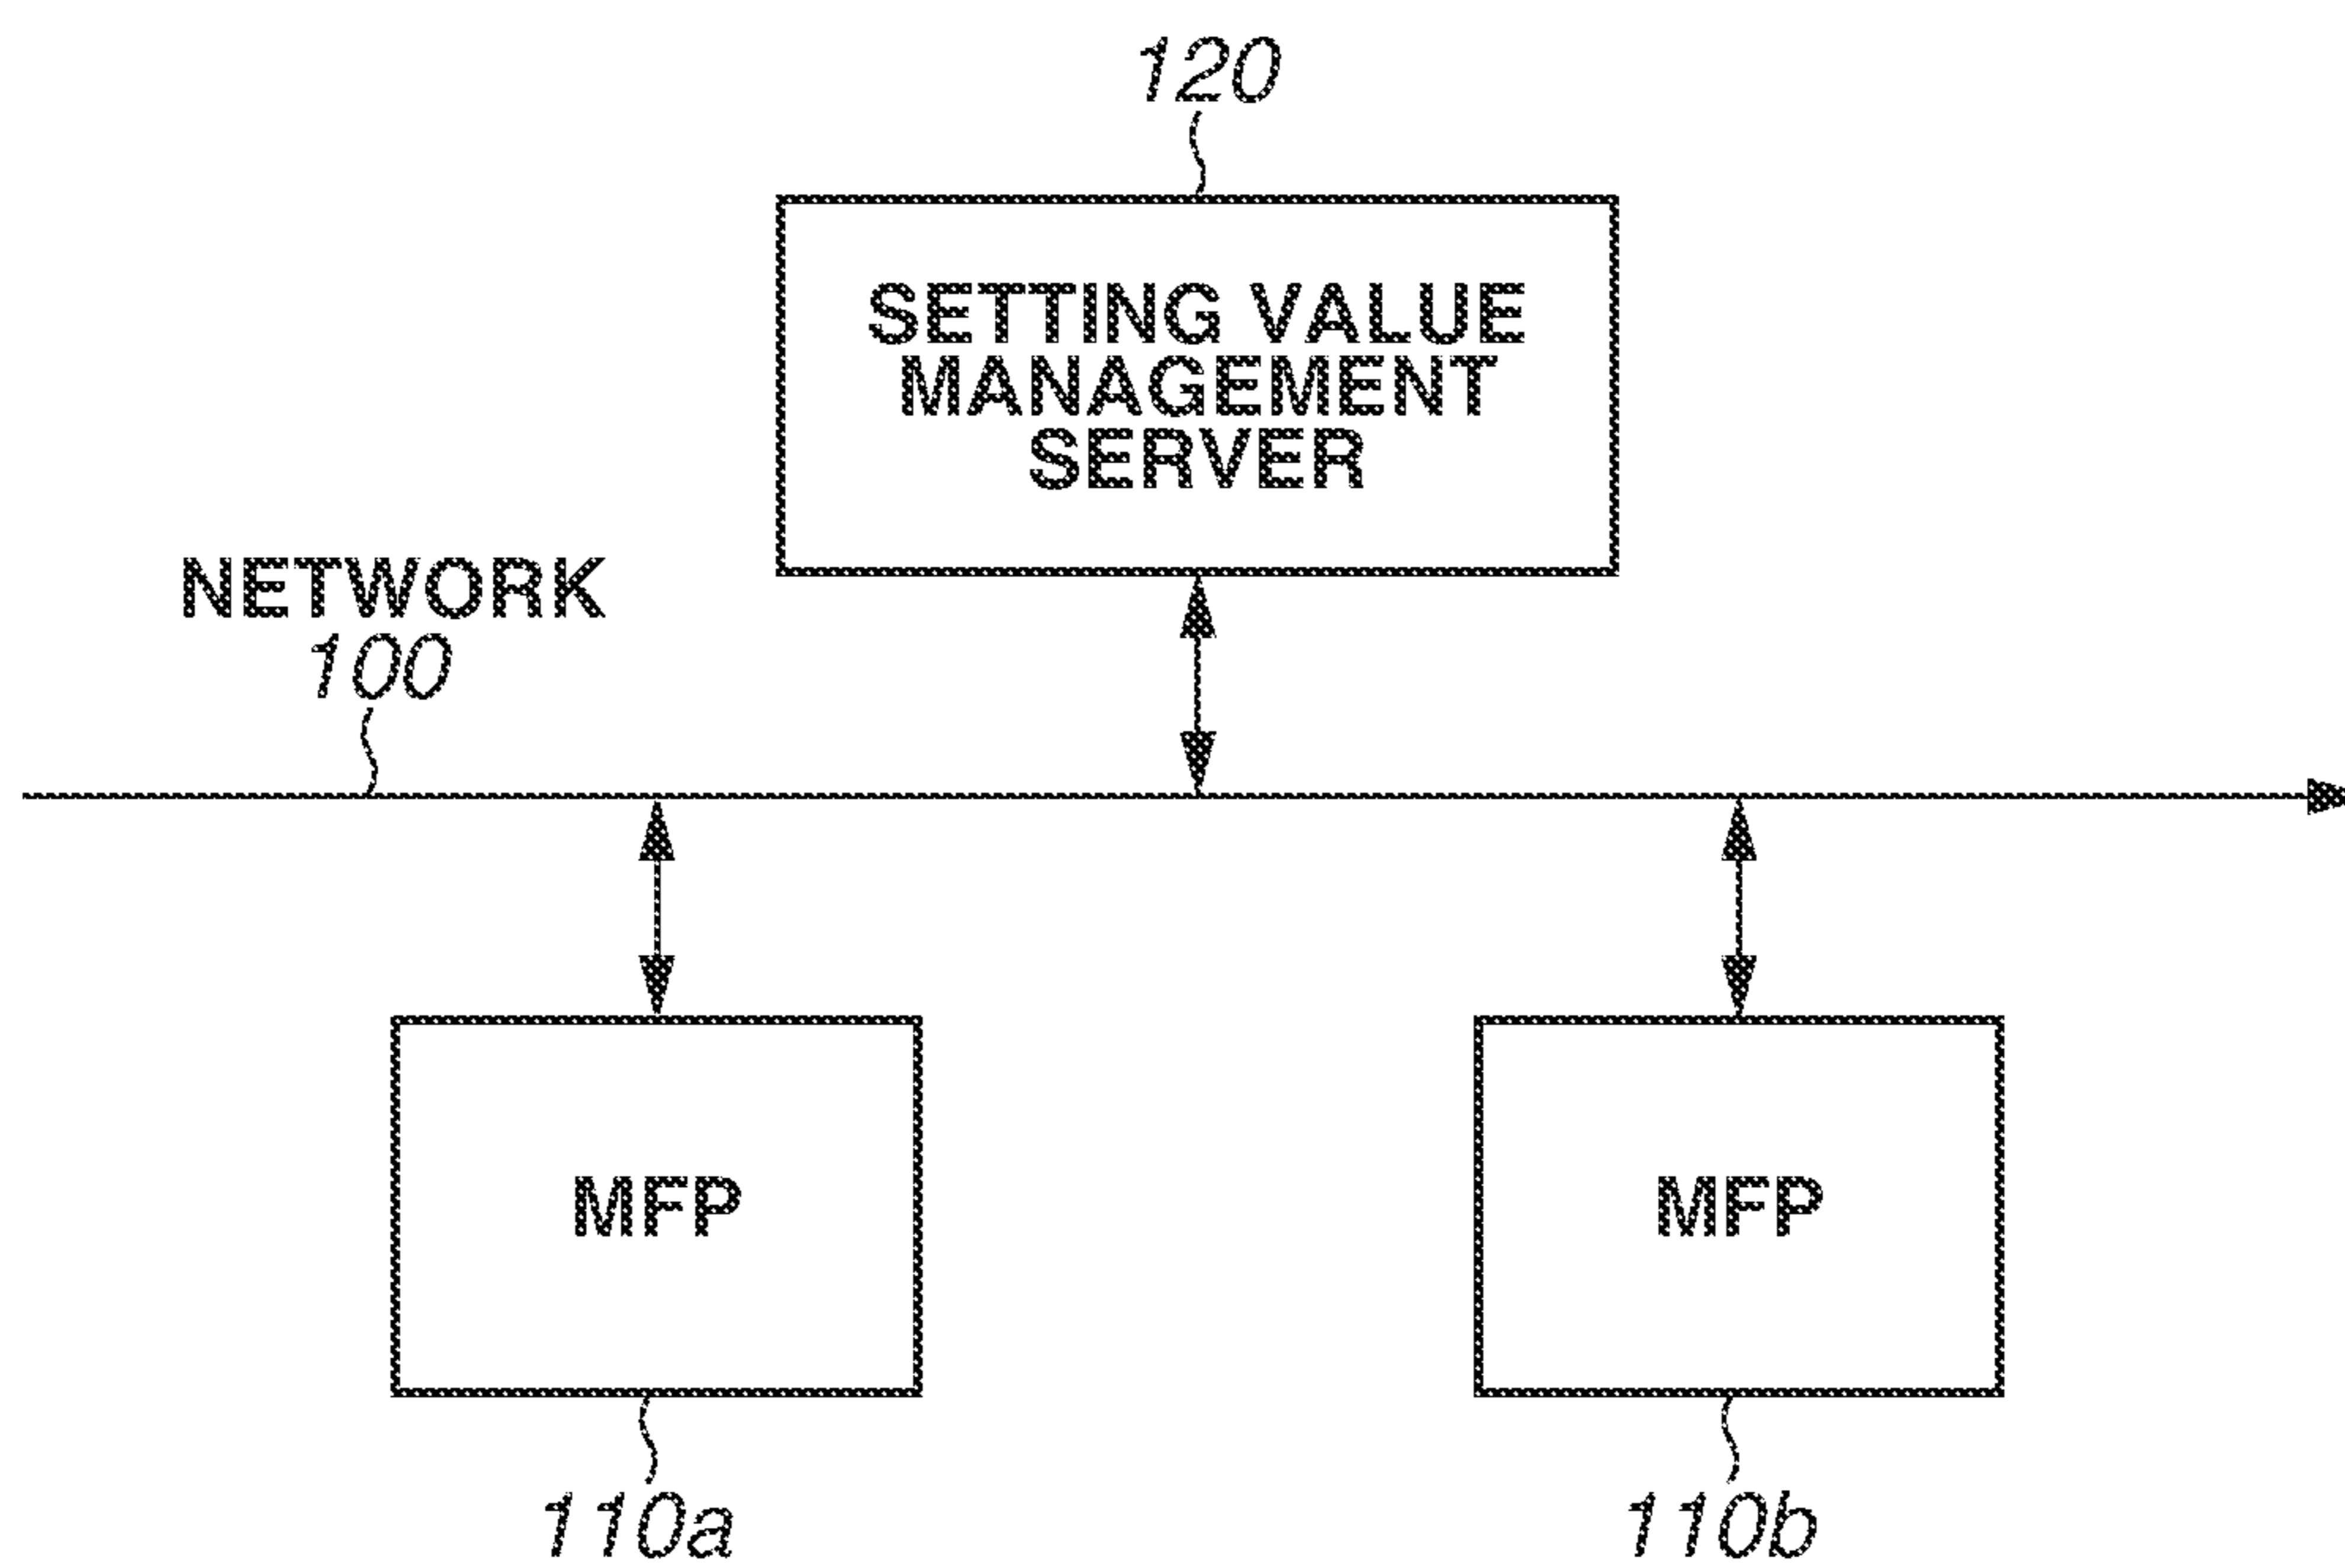 120
SETTING VALUE
MANAGEMENT
SERVER
NETWORK
100
MFP
MFP
110a
110b